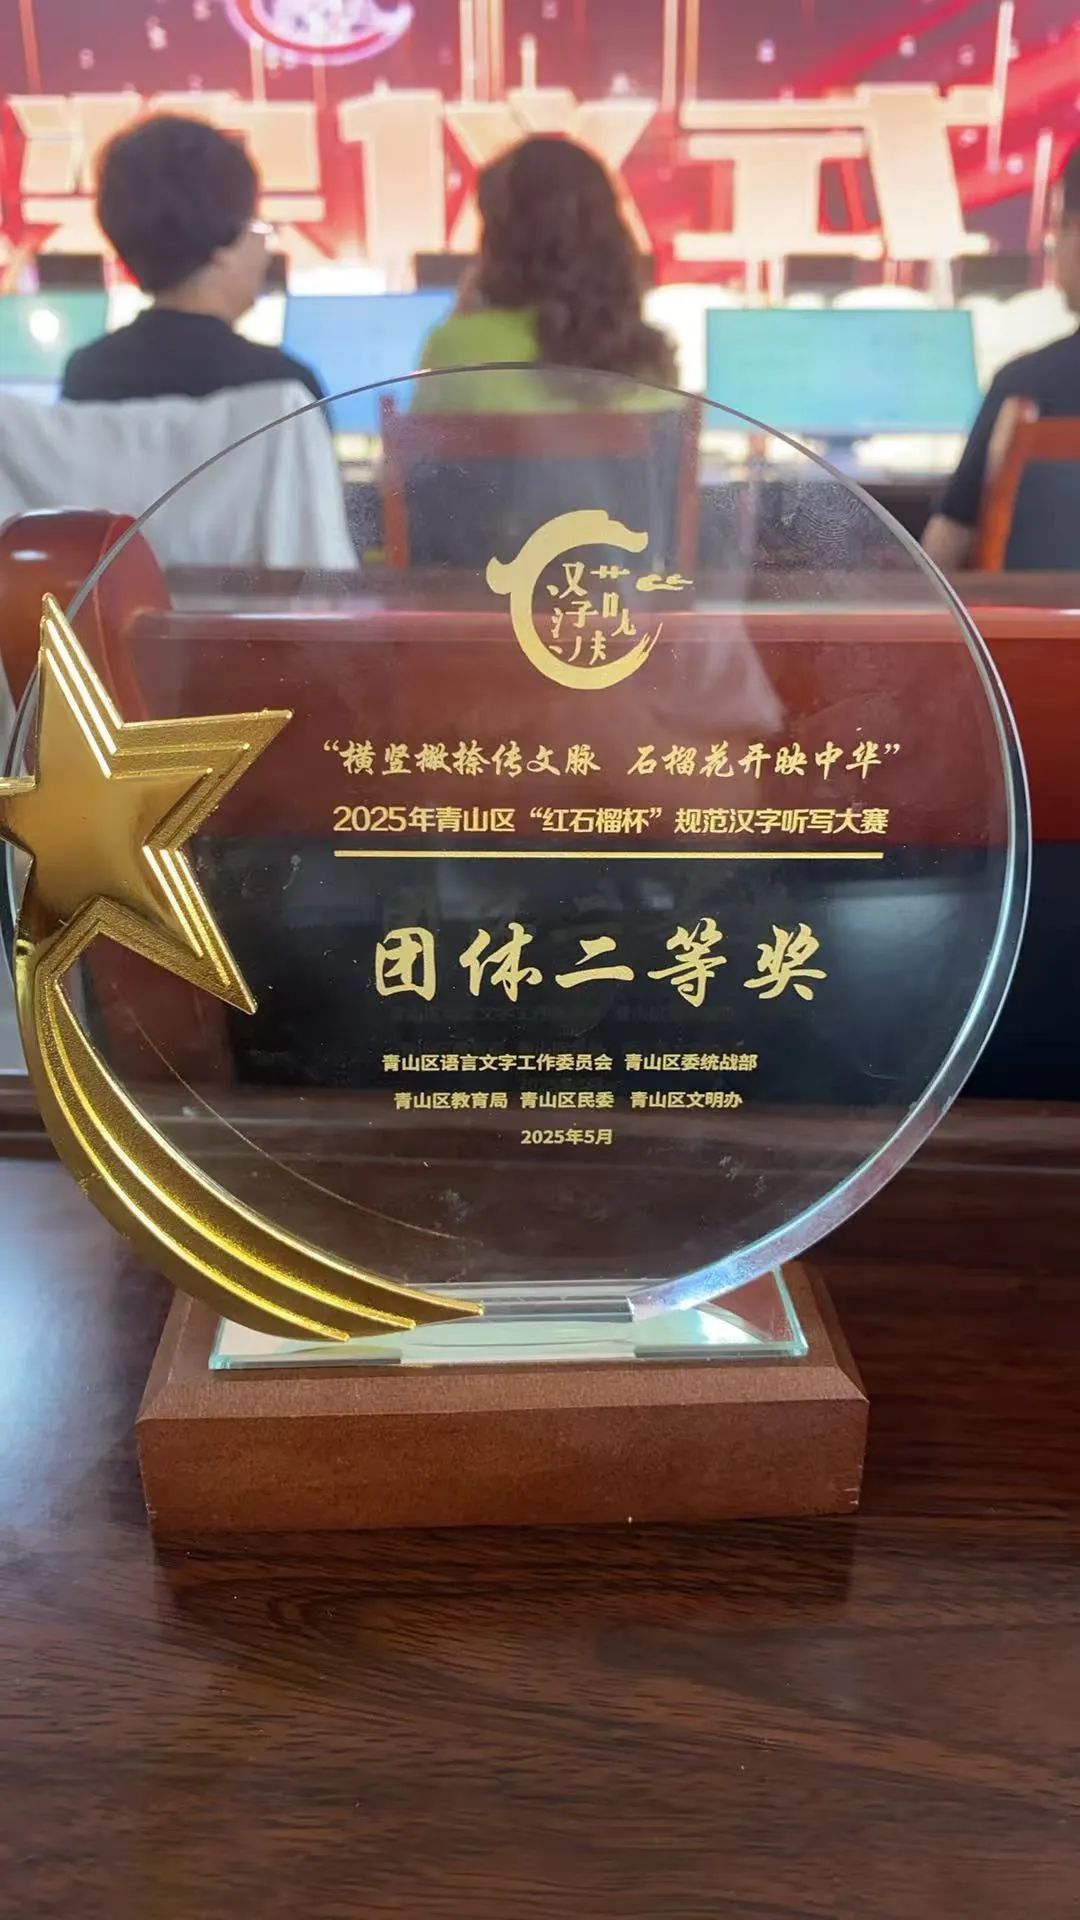 奖仪式
“横竖撇捺传文脉 石榴花开映中华”
2025年青山区“红石榴杯”规范汉字听写大赛
团体二等奖
青山区语言文字工作委员会 青山区委统战部
青山区教育局 青山区民委 青山区文明办
2025年5月